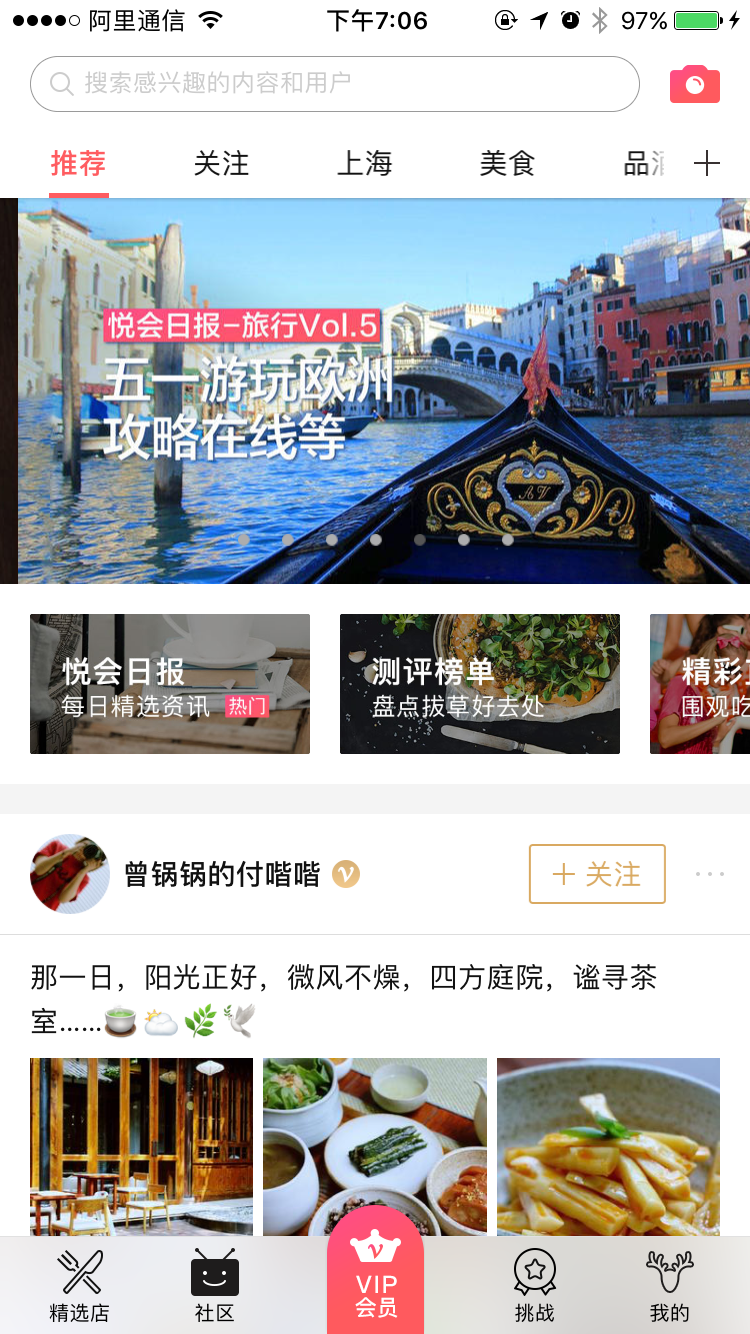 阿里通信 下午7:06 97%
搜索感兴趣的内容和用户
推荐 关注 上海 美食 品
悦会日报-旅行Vol.5
五一游玩欧洲
攻略在线等
AV
悦会日报 测评榜单 精彩
每日精选资讯 热门 盘点拔草好去处 围观吃
曾锅锅的付喈喈 V
+ 关注 ...
那一日，阳光正好，微风不燥，四方庭院，谧寻茶
室......🍵⛅🌿🕊
精选店 社区 VIP 会员 挑战 我的